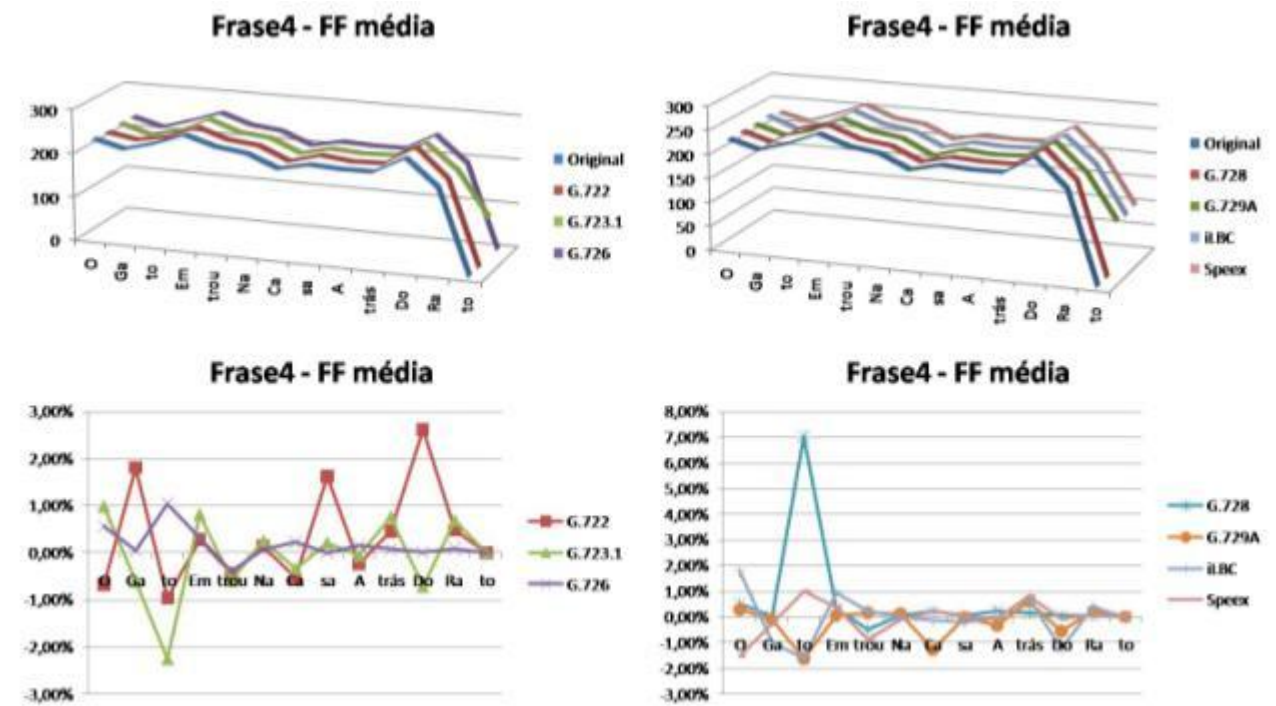 Frase4 - FF média
300
200
100
0
O Ga to Em trou Na Ca sa A trás Do Ra to
Original
G.722
G.723.1
G.726
Frase4 - FF média
300
250
200
150
100
50
0
O Ga to Em trou Na Ca sa A trás Do Ra to
Original
G.728
G.729A
iLBC
Speex
Frase4 - FF média
3,00%
2,00%
1,00%
0,00%
-1,00%
-2,00%
-3,00%
O Ga to Em trou Na Ca sa A trás Do Ra to
G.722
G.723.1
G.726
Frase4 - FF média
8,00%
7,00%
6,00%
5,00%
4,00%
3,00%
2,00%
1,00%
0,00%
-1,00%
-2,00%
-3,00%
O Ga to Em trou Na Ca sa A trás Do Ra to
G.728
G.729A
iLBC
Speex